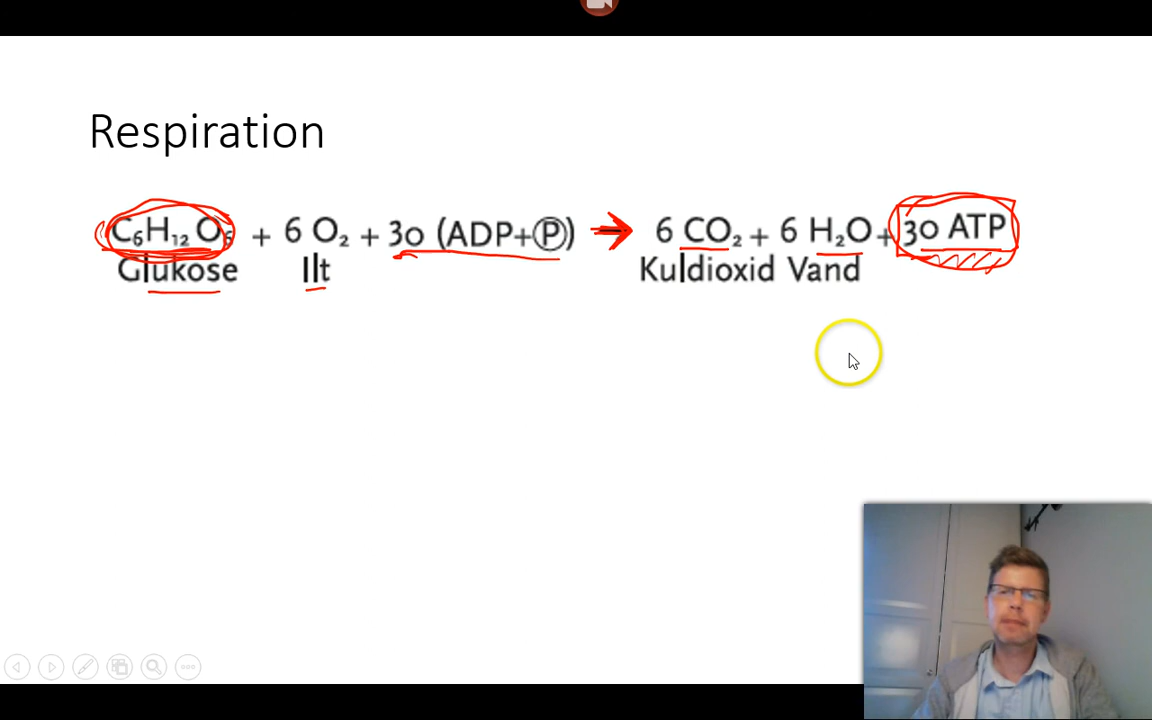 Respiration
C₆H₁₂O₆ + 6 O₂ + 30 (ADP+Ⓟ) → 6 CO₂ + 6 H₂O + 30 ATP
Glukose Ilt Kuldioxid Vand